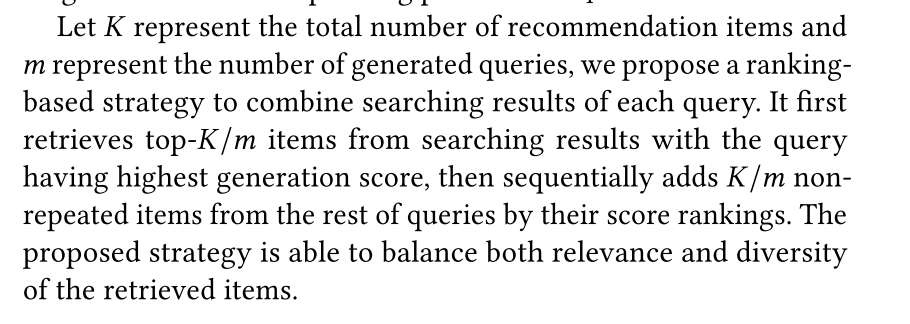 Let K represent the total number of recommendation items and
m represent the number of generated queries, we propose a ranking-
based strategy to combine searching results of each query. It first
retrieves top-K/m items from searching results with the query
having highest generation score, then sequentially adds K/m non-
repeated items from the rest of queries by their score rankings. The
proposed strategy is able to balance both relevance and diversity
of the retrieved items.